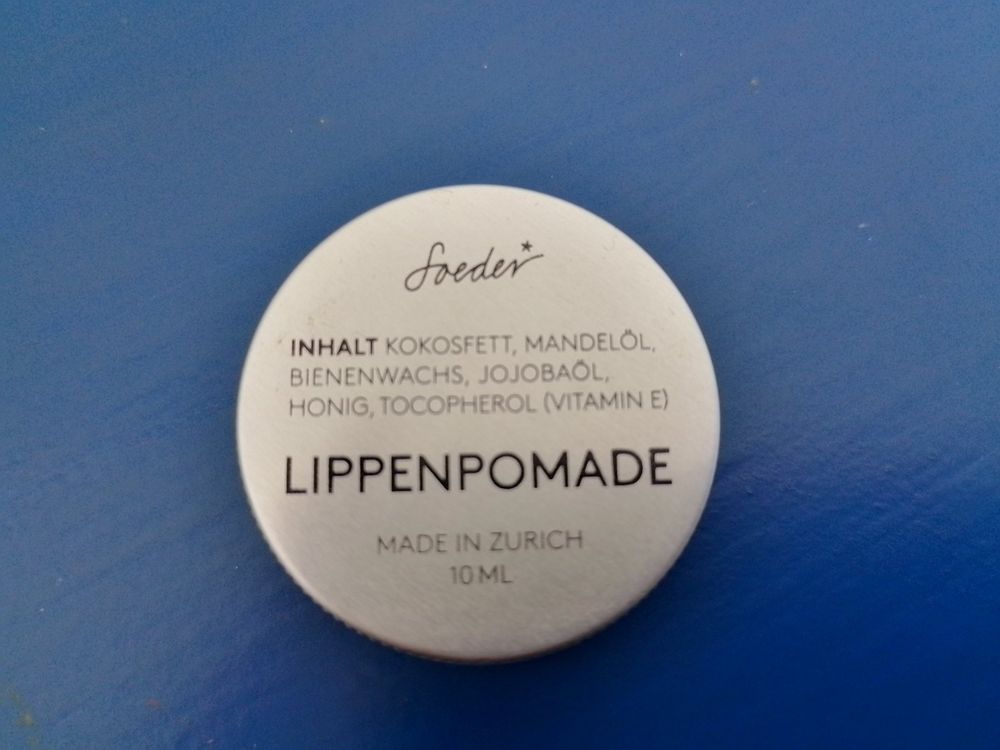 Soeder*
INHALT KOKOSFETT, MANDELÖL,
BIENENWACHS, JOJOBAÖL,
HONIG, TOCOPHEROL (VITAMIN E)
LIPPENPOMADE
MADE IN ZURICH
10 ML